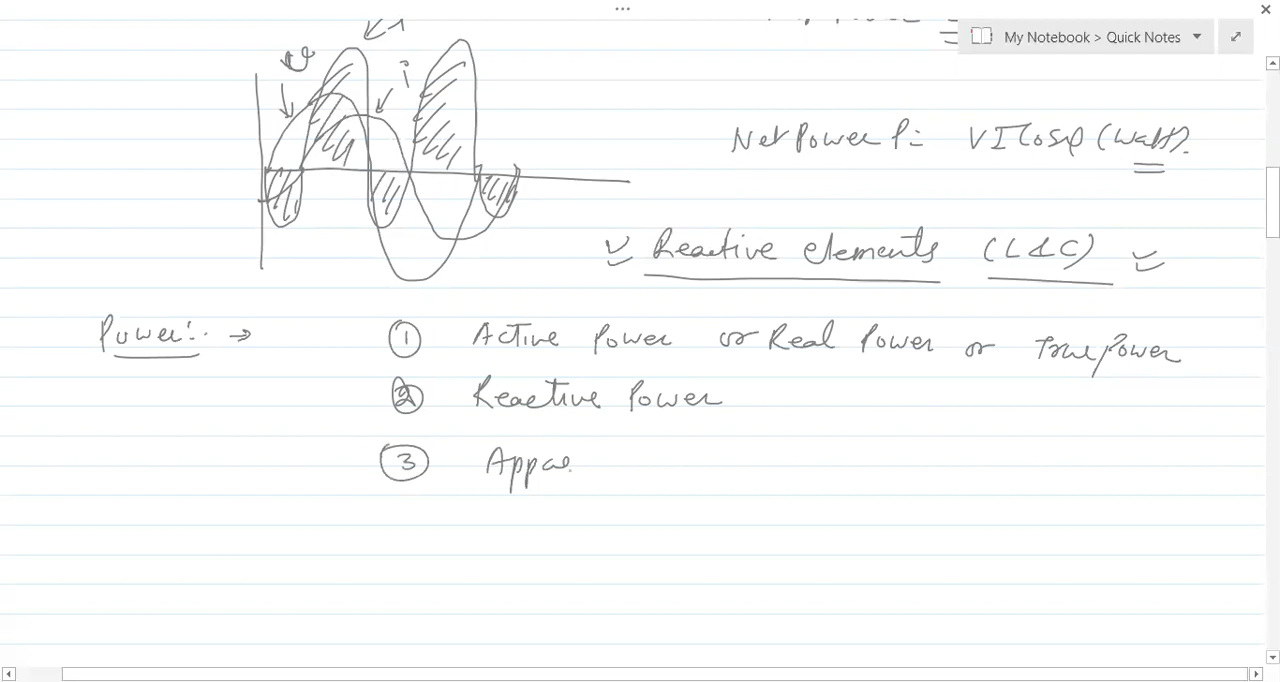 My Notebook > Quick Notes
v
i
Net Power P = VI Cosφ (Watt).
Reactive elements (L & C)
Power :→
① Active Power or Real Power or True Power
② Reactive Power
③ Appa